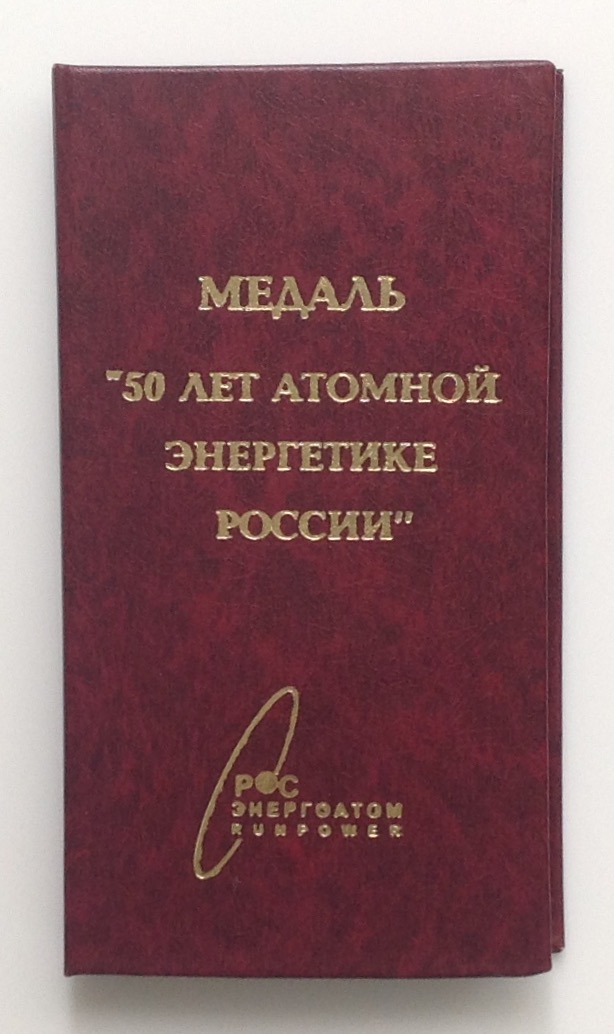 МЕДАЛЬ
"50 ЛЕТ АТОМНОЙ
ЭНЕРГЕТИКЕ
РОССИИ"
РОС
ЭНЕРГОАТОМ
RUNPOWER